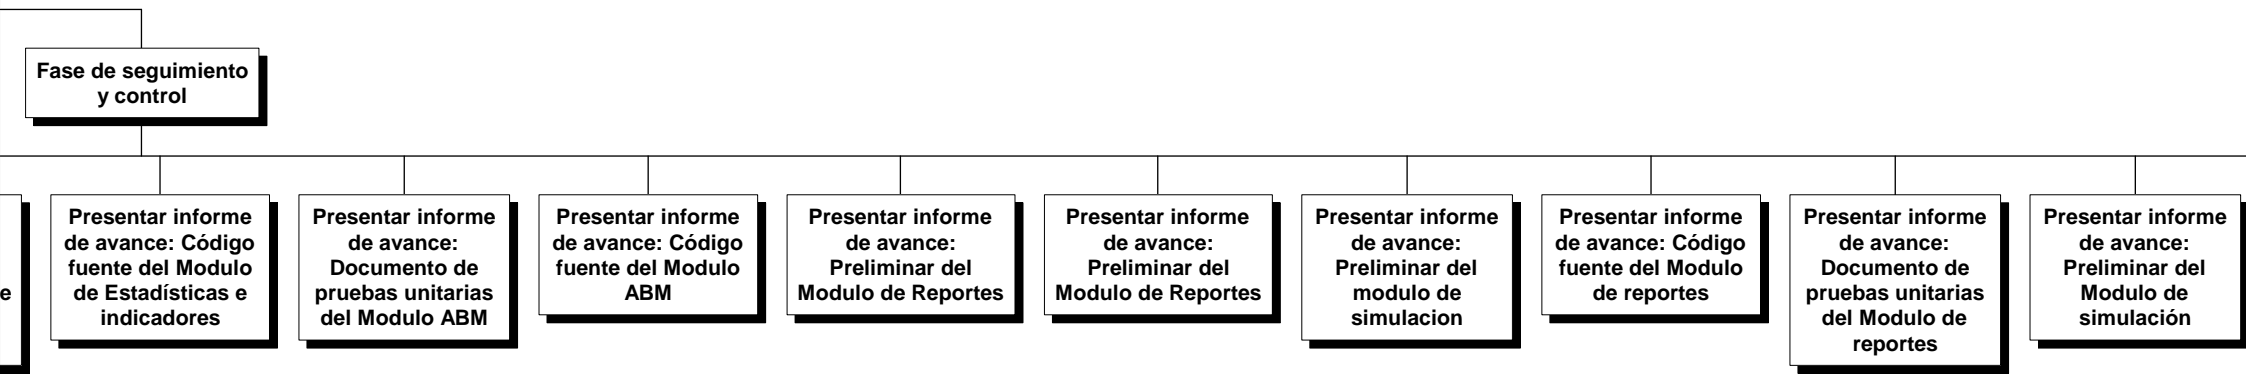 Fase de seguimiento
y control
e
Presentar informe
de avance: Código
fuente del Modulo
de Estadísticas e
indicadores
Presentar informe
de avance:
Documento de
pruebas unitarias
del Modulo ABM
Presentar informe
de avance: Código
fuente del Modulo
ABM
Presentar informe
de avance:
Preliminar del
Modulo de Reportes
Presentar informe
de avance:
Preliminar del
Modulo de Reportes
Presentar informe
de avance:
Preliminar del
modulo de
simulacion
Presentar informe
de avance: Código
fuente del Modulo
de reportes
Presentar informe
de avance:
Documento de
pruebas unitarias
del Modulo de
reportes
Presentar informe
de avance:
Preliminar del
Modulo de
simulación